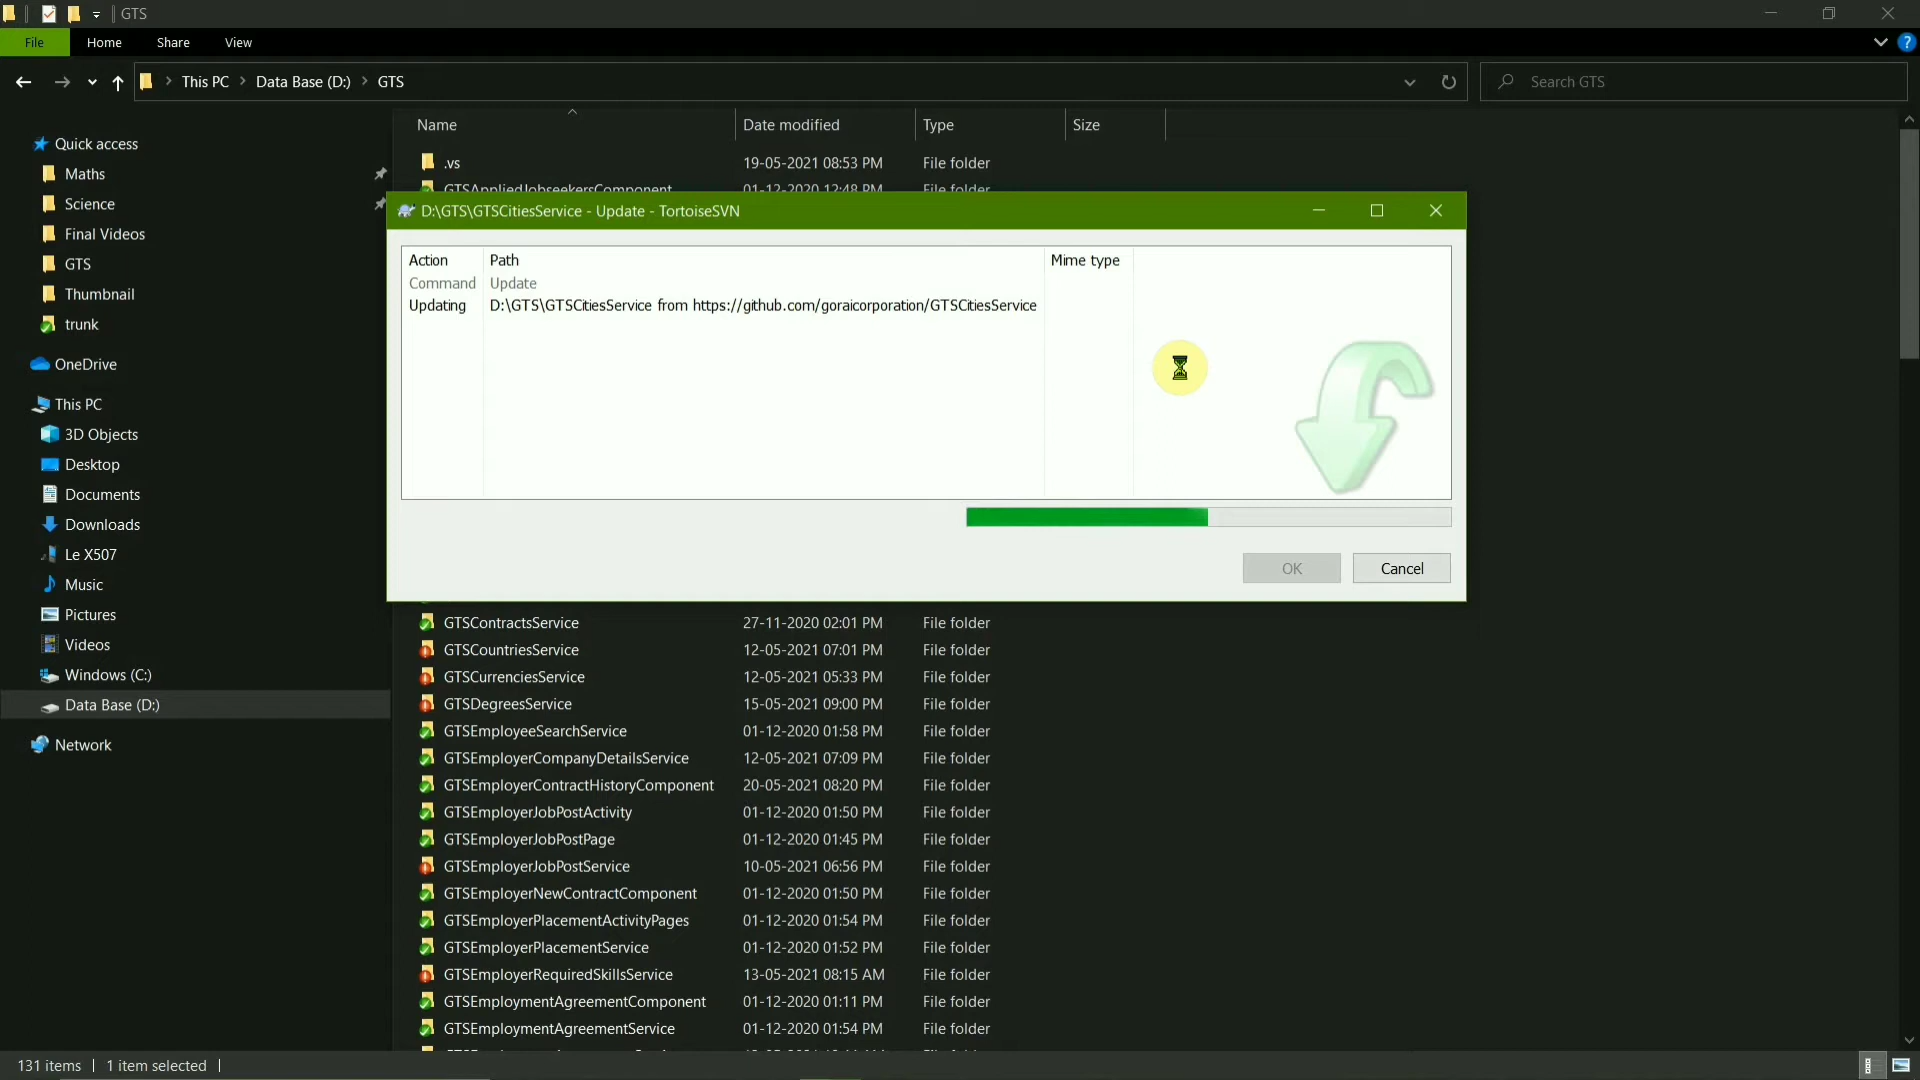 GTS
File Home Share View
This PC Data Base (D:) GTS
Search GTS
Name Date modified Type Size
Quick access
Maths
Science
Final Videos
GTS
Thumbnail
trunk
OneDrive
This PC
3D Objects
Desktop
Documents
Downloads
Le X507
Music
Pictures
Videos
Windows (C:)
Data Base (D:)
Network
.vs 19-05-2021 08:53 PM File folder
GTSAppliedJobseekersComponent 01-12-2020 12:48 PM File folder
D:\GTS\GTSCitiesService - Update - TortoiseSVN
Action Path Mime type
Command Update
Updating D:\GTS\GTSCitiesService from https://github.com/goraicorporation/GTSCitiesService
OK Cancel
GTSContractsService 27-11-2020 02:01 PM File folder
GTSCountriesService 12-05-2021 07:01 PM File folder
GTSCurrenciesService 12-05-2021 05:33 PM File folder
GTSDegreesService 15-05-2021 09:00 PM File folder
GTSEmployeeSearchService 01-12-2020 01:58 PM File folder
GTSEmployerCompanyDetailsService 12-05-2021 07:09 PM File folder
GTSEmployerContractHistoryComponent 20-05-2021 08:20 PM File folder
GTSEmployerJobPostActivity 01-12-2020 01:50 PM File folder
GTSEmployerJobPostPage 01-12-2020 01:45 PM File folder
GTSEmployerJobPostService 10-05-2021 06:56 PM File folder
GTSEmployerNewContractComponent 01-12-2020 01:50 PM File folder
GTSEmployerPlacementActivityPages 01-12-2020 01:54 PM File folder
GTSEmployerPlacementService 01-12-2020 01:52 PM File folder
GTSEmployerRequiredSkillsService 13-05-2021 08:15 AM File folder
GTSEmploymentAgreementComponent 01-12-2020 01:11 PM File folder
GTSEmploymentAgreementService 01-12-2020 01:54 PM File folder
131 items 1 item selected